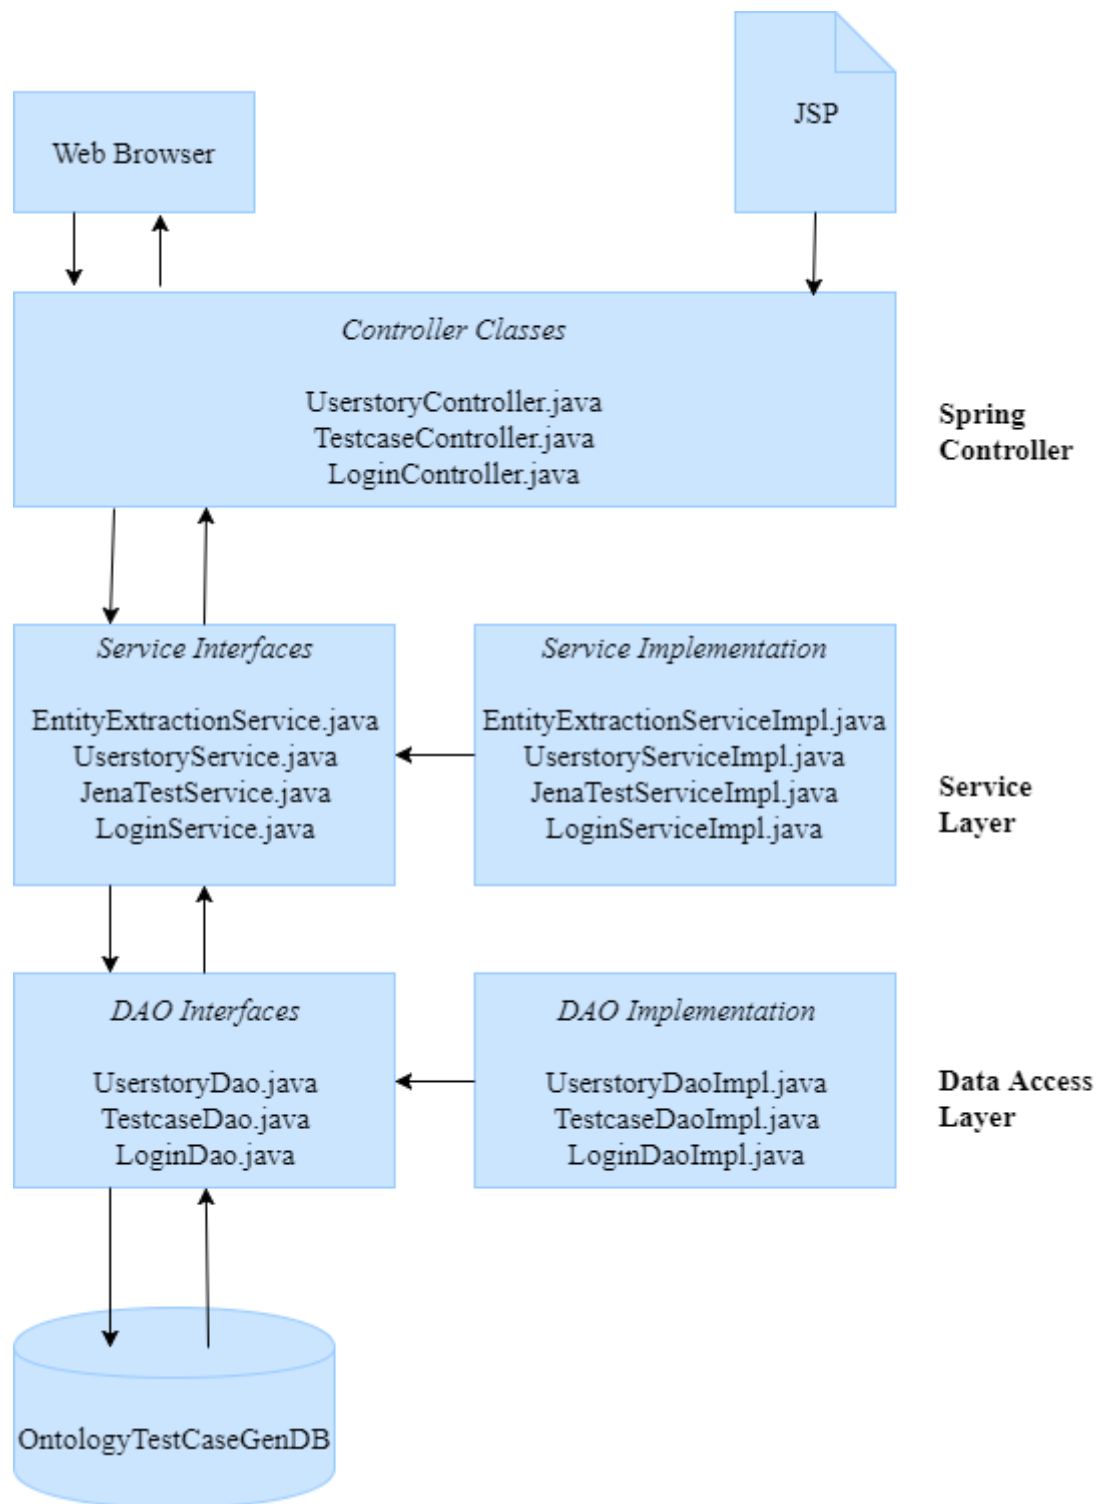 JSP
Web Browser
Controller Classes
UserstoryController.java
TestcaseController.java
LoginController.java
Spring
Controller
Service Interfaces
EntityExtractionService.java
UserstoryService.java
JenaTestService.java
LoginService.java
Service Implementation
EntityExtractionServiceImpl.java
UserstoryServiceImpl.java
JenaTestServiceImpl.java
LoginServiceImpl.java
Service
Layer
DAO Interfaces
UserstoryDao.java
TestcaseDao.java
LoginDao.java
DAO Implementation
UserstoryDaoImpl.java
TestcaseDaoImpl.java
LoginDaoImpl.java
Data Access
Layer
OntologyTestCaseGenDB